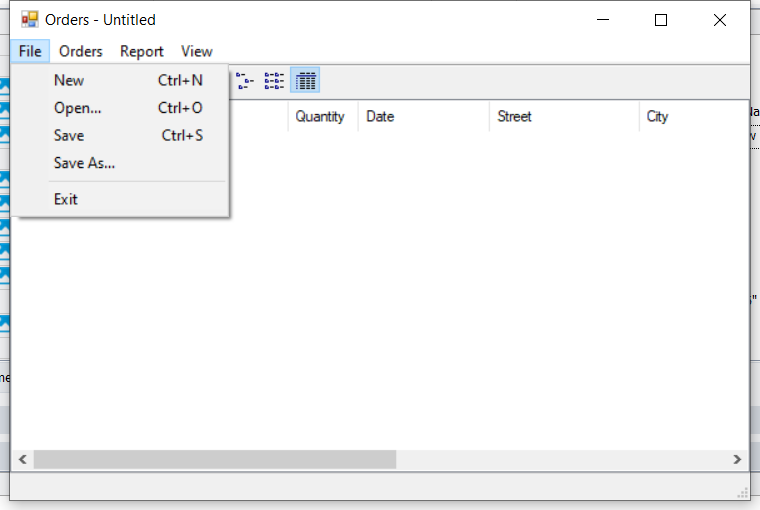 Orders - Untitled
File Orders Report View
New Ctrl+N
Open... Ctrl+O
Save Ctrl+S
Save As...
Exit
Quantity Date Street City